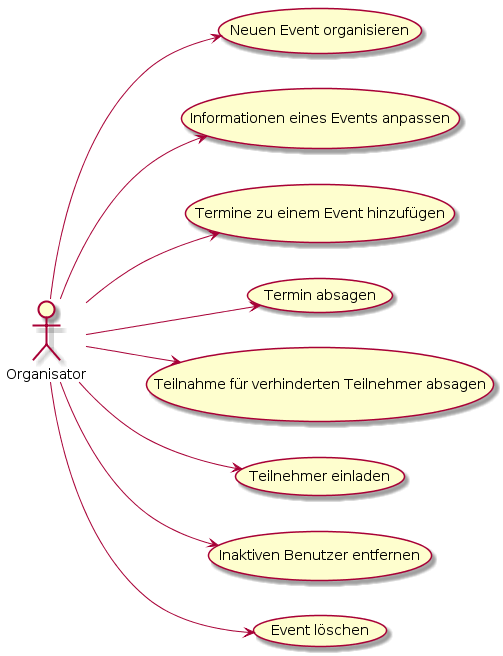 Neuen Event organisieren
Informationen eines Events anpassen
Termine zu einem Event hinzufügen
Termin absagen
Organisator
Teilnahme für verhinderten Teilnehmer absagen
Teilnehmer einladen
Inaktiven Benutzer entfernen
Event löschen